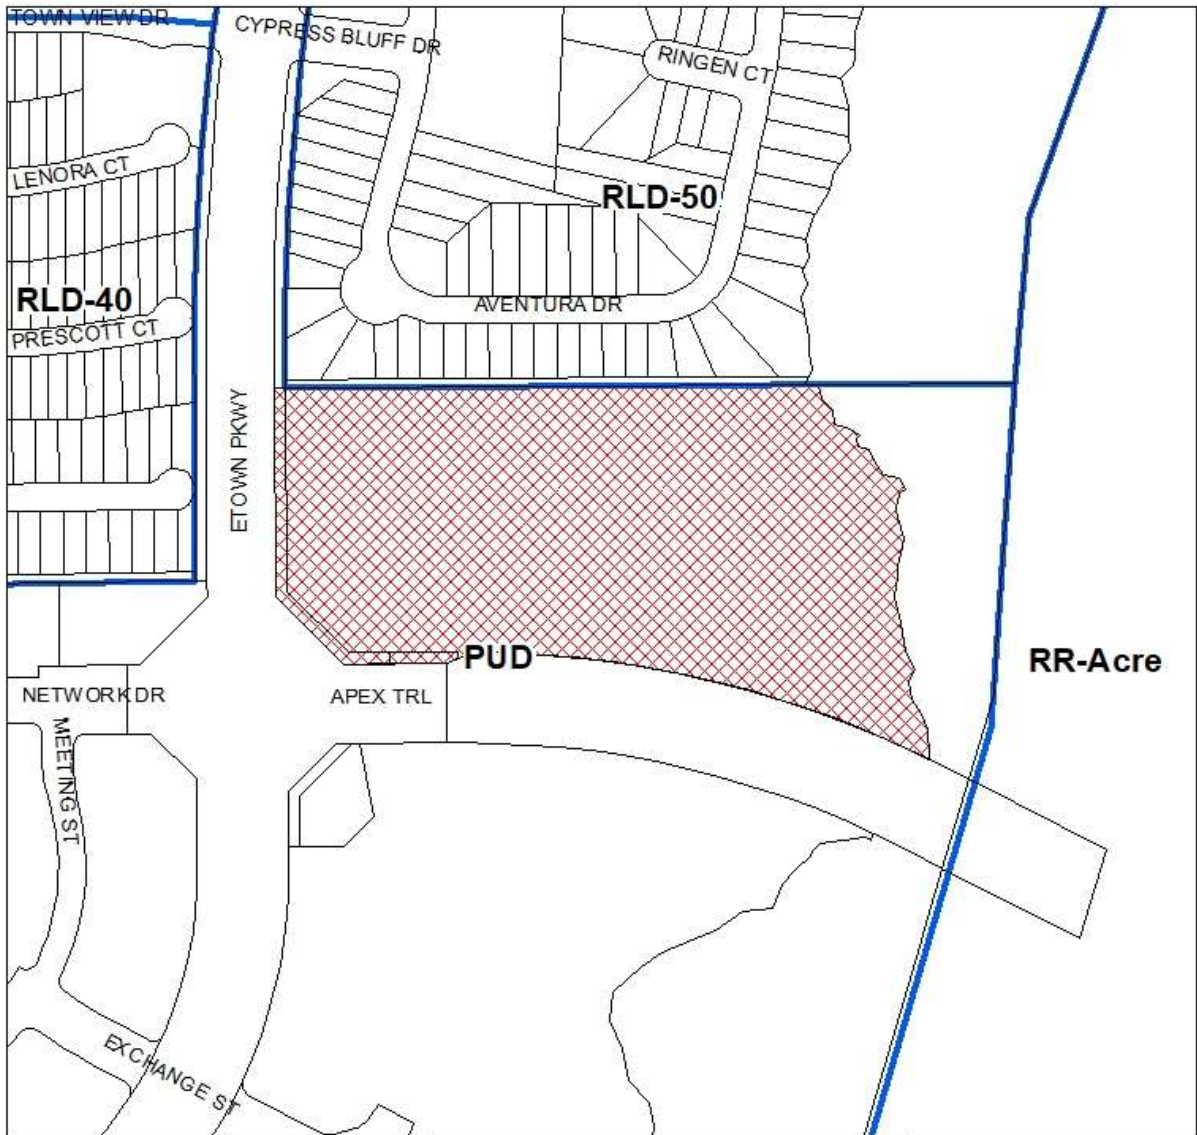 TOWN VIEW DR
CYPRESS BLUFF DR
RINGEN CT
LENORA CT
RLD-50
RLD-40
AVENTURA DR
PRESCOTT CT
ETOWN PKWY
PUD
RR-Acre
NETWORK DR
APEX TRL
MEETING ST
EXCHANGE ST